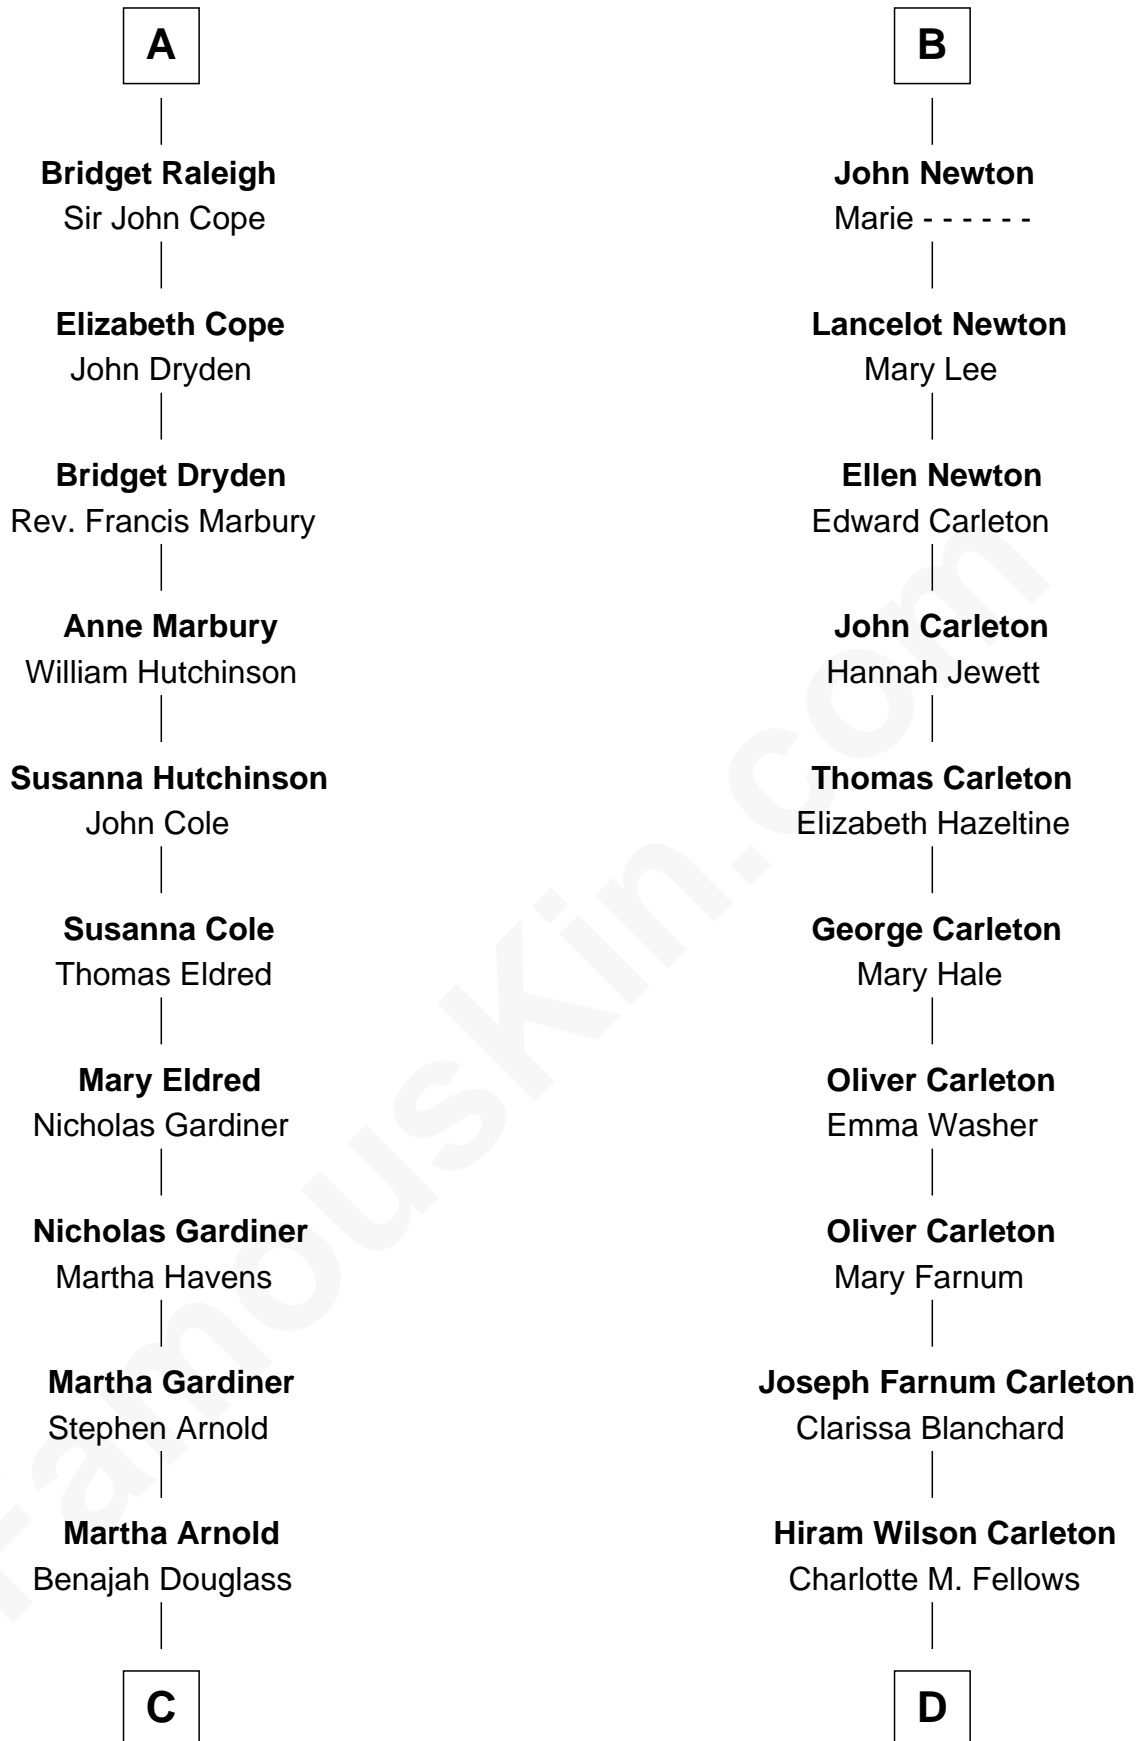 A
Bridget Raleigh
Sir John Cope
Elizabeth Cope
John Dryden
Bridget Dryden
Rev. Francis Marbury
Anne Marbury
William Hutchinson
Susanna Hutchinson
John Cole
Susanna Cole
Thomas Eldred
Mary Eldred
Nicholas Gardiner
Nicholas Gardiner
Martha Havens
Martha Gardiner
Stephen Arnold
Martha Arnold
Benajah Douglass
C
B
John Newton
Marie - - - - - -
Lancelot Newton
Mary Lee
Ellen Newton
Edward Carleton
John Carleton
Hannah Jewett
Thomas Carleton
Elizabeth Hazeltine
George Carleton
Mary Hale
Oliver Carleton
Emma Washer
Oliver Carleton
Mary Farnum
Joseph Farnum Carleton
Clarissa Blanchard
Hiram Wilson Carleton
Charlotte M. Fellows
D
FamousKin.com